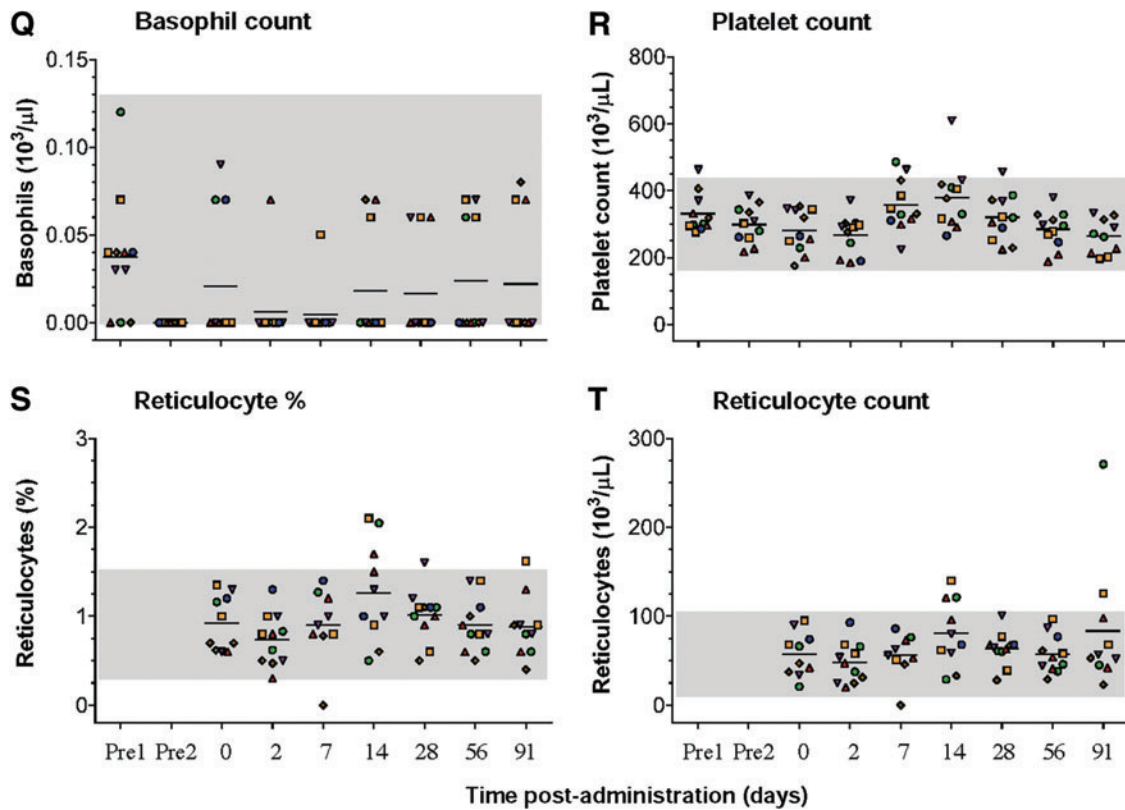 Q Basophil count
Basophils (10³/µl)
0.15
0.10
0.05
0.00
R Platelet count
Platelet count (10³/µL)
800
600
400
200
0
S Reticulocyte %
Reticulocytes (%)
3
2
1
0
Pre1 Pre2 0 2 7 14 28 56 91
T Reticulocyte count
Reticulocytes (10³/µL)
300
200
100
0
Pre1 Pre2 0 2 7 14 28 56 91
Time post-administration (days)